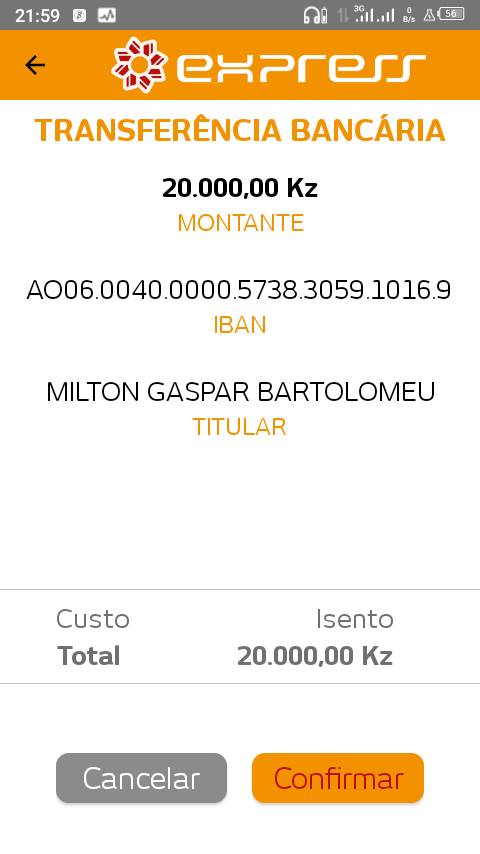 21:59
3G
0
B/s
56
express
TRANSFERÊNCIA BANCÁRIA
20.000,00 Kz
MONTANTE
AO06.0040.0000.5738.3059.1016.9
IBAN
MILTON GASPAR BARTOLOMEU
TITULAR
Custo Isento
Total 20.000,00 Kz
Cancelar Confirmar